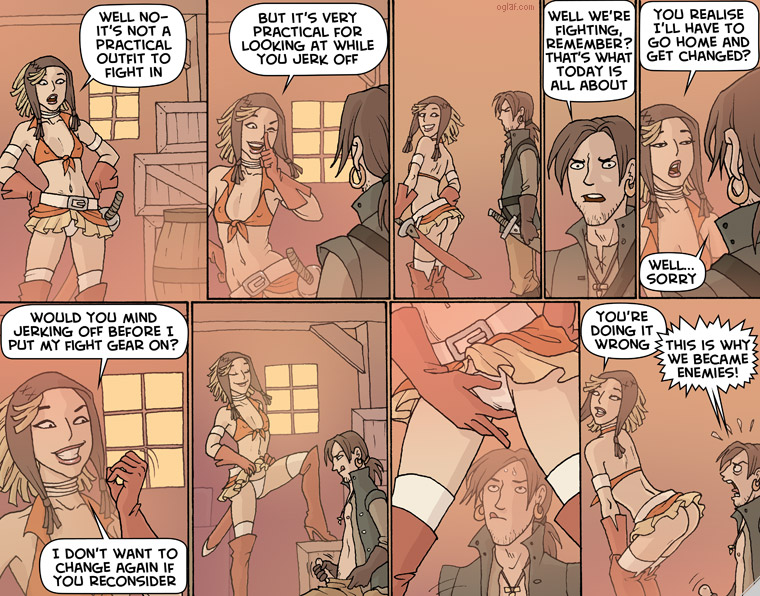 WELL NO-
IT'S NOT A
PRACTICAL
OUTFIT TO
FIGHT IN
BUT IT'S VERY
PRACTICAL FOR
LOOKING AT WHILE
YOU JERK OFF
oglaf.com
WELL WE'RE
FIGHTING,
REMEMBER?
THAT'S WHAT
TODAY IS
ALL ABOUT
YOU REALISE
I'LL HAVE TO
GO HOME AND
GET CHANGED?
WELL...
SORRY
WOULD YOU MIND
JERKING OFF BEFORE I
PUT MY FIGHT GEAR ON?
I DON'T WANT TO
CHANGE AGAIN IF
YOU RECONSIDER
YOU'RE
DOING IT
WRONG
THIS IS WHY
WE BECAME
ENEMIES!